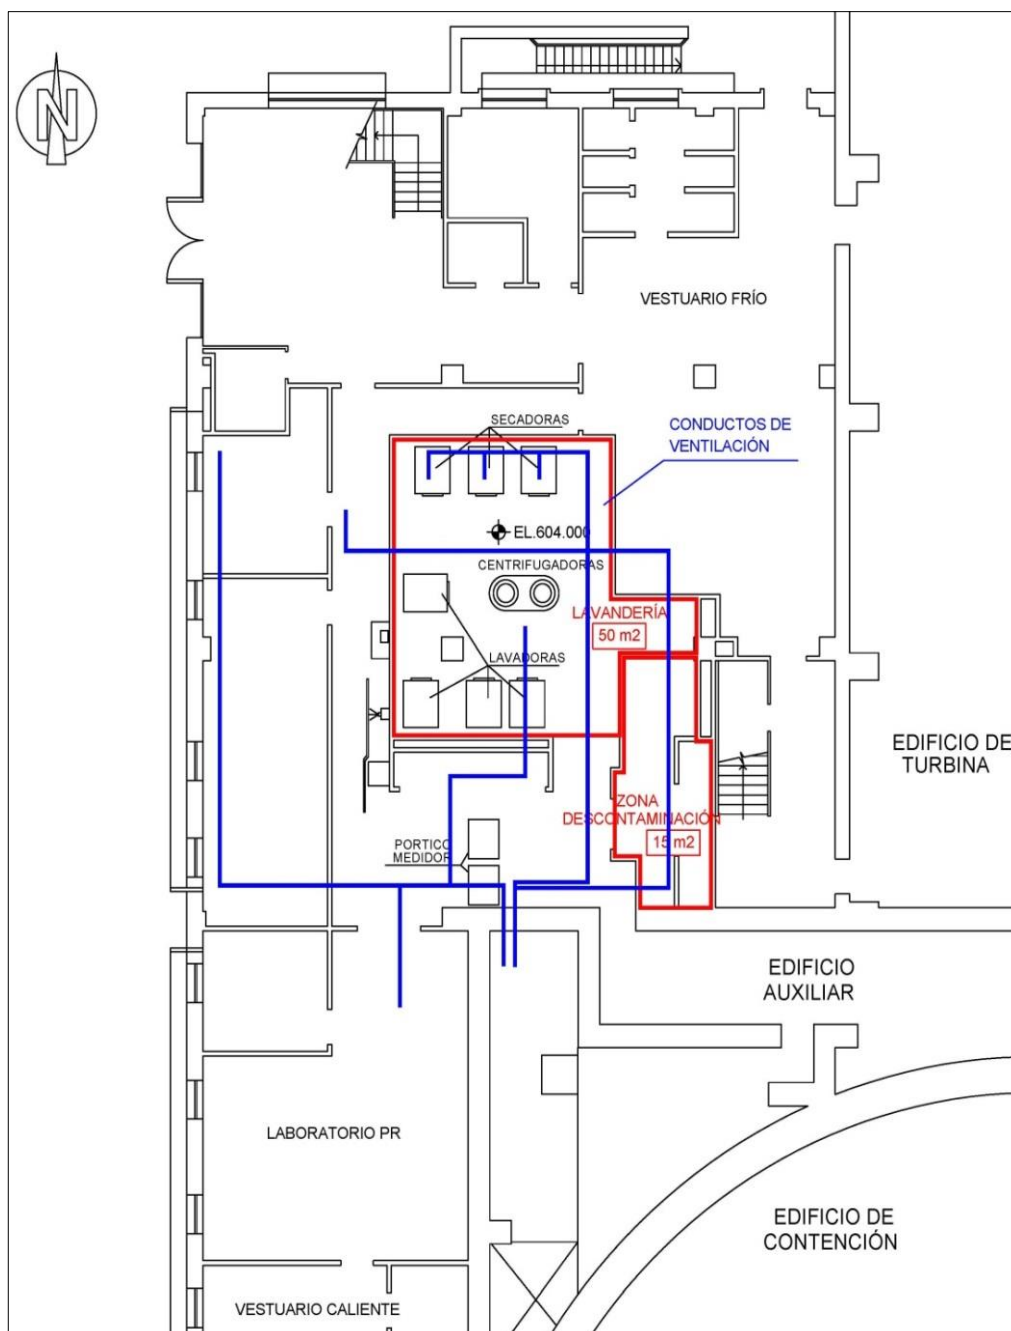 N
VESTUARIO FRÍO
SECADORAS
CONDUCTOS DE
VENTILACIÓN
EL.604.000
CENTRIFUGADORAS
LAVANDERÍA
50 m2
LAVADORAS
EDIFICIO DE
TURBINA
ZONA
DESCONTAMINACIÓN
15 m2
PORTICO
MEDIDOR
EDIFICIO
AUXILIAR
LABORATORIO PR
EDIFICIO DE
CONTENCIÓN
VESTUARIO CALIENTE